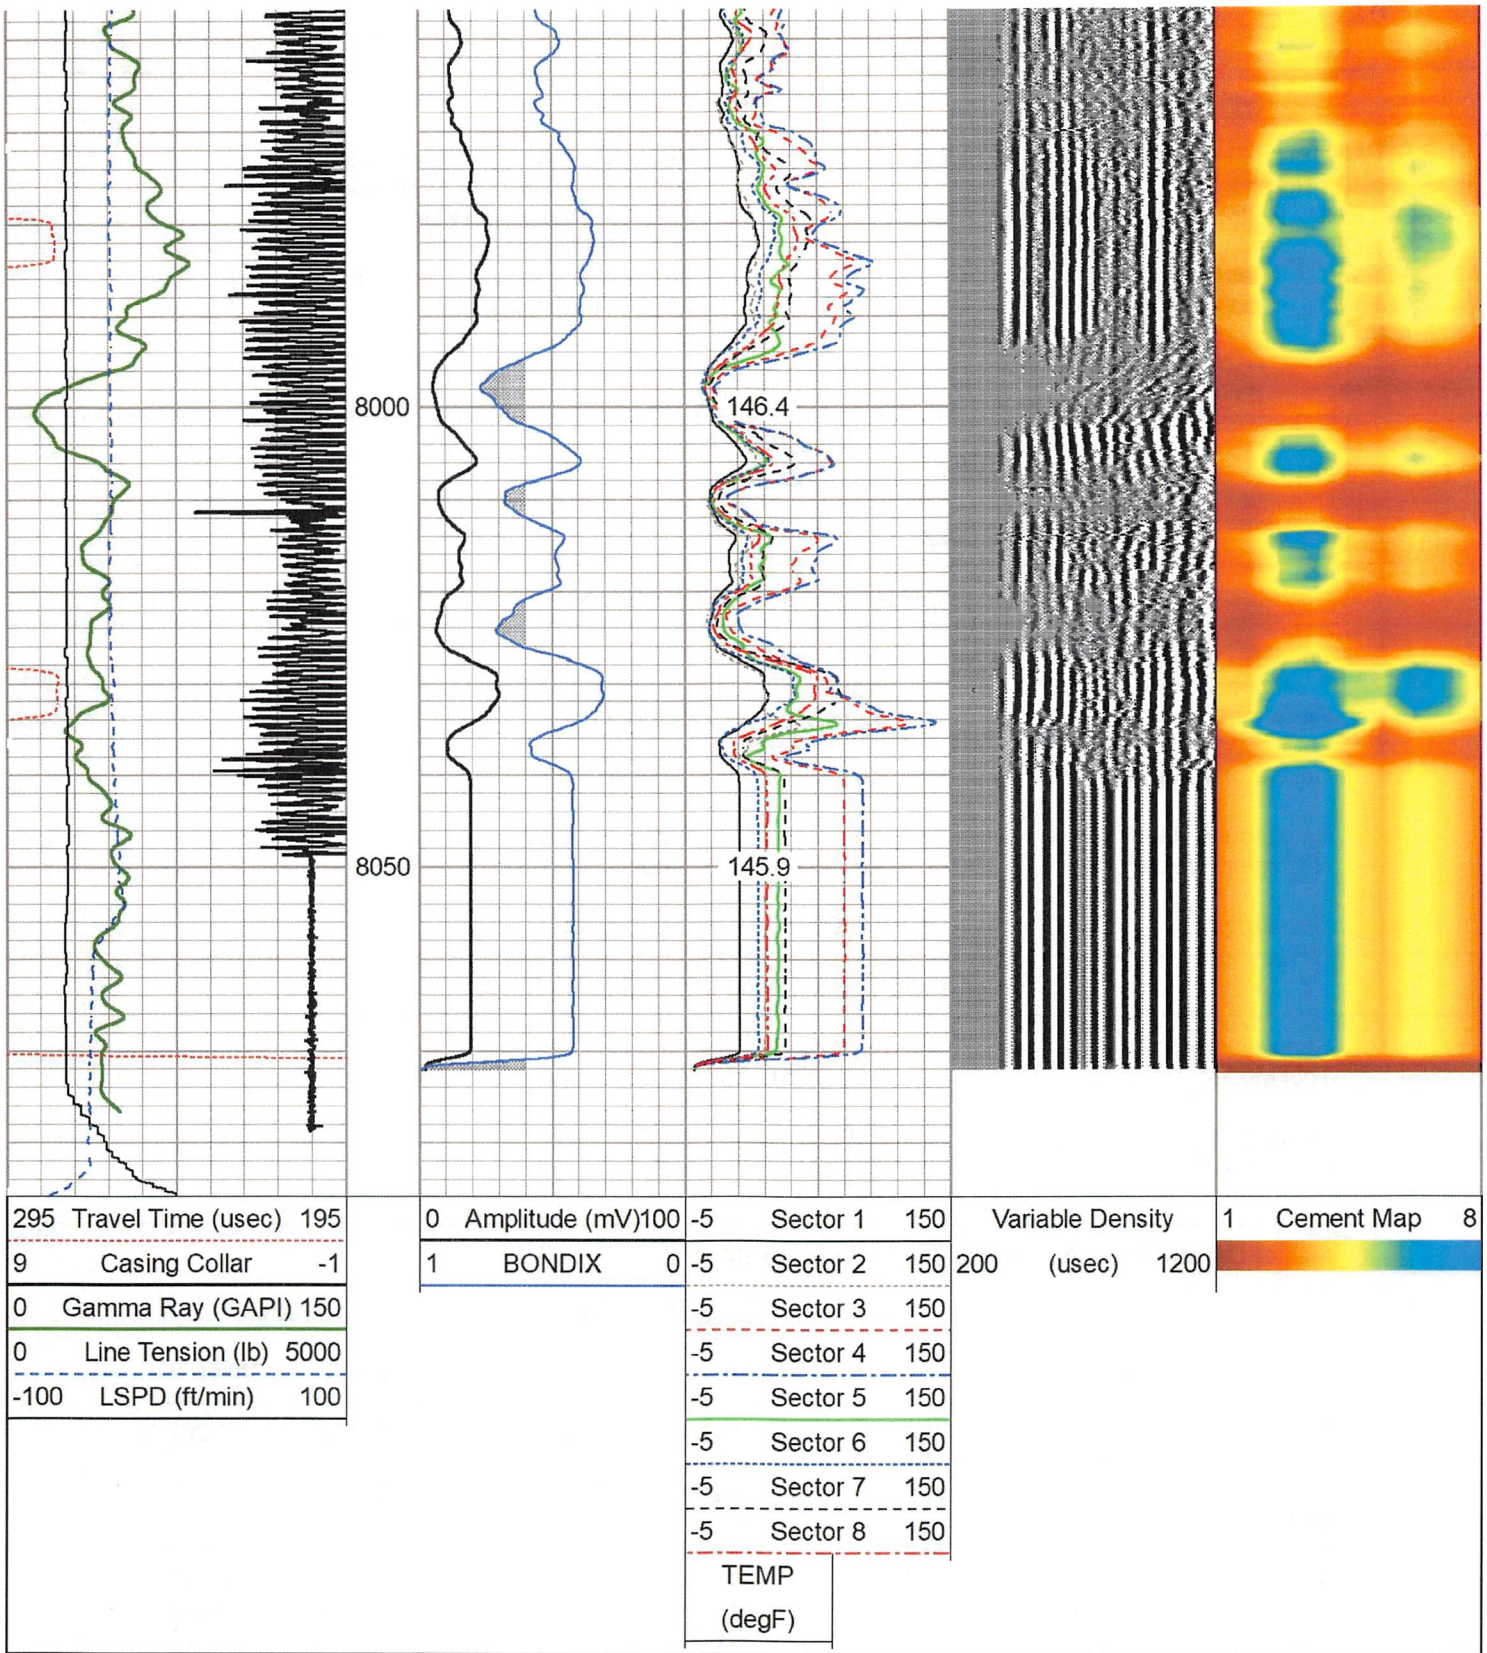 8000
146.4
8050
145.9
295 Travel Time (usec) 195
9 Casing Collar -1
0 Gamma Ray (GAPI) 150
0 Line Tension (lb) 5000
-100 LSPD (ft/min) 100
0 Amplitude (mV) 100
1 BONDIX 0
-5 Sector 1 150
-5 Sector 2 150
-5 Sector 3 150
-5 Sector 4 150
-5 Sector 5 150
-5 Sector 6 150
-5 Sector 7 150
-5 Sector 8 150
TEMP
(degF)
Variable Density
200 (usec) 1200
1 Cement Map 8